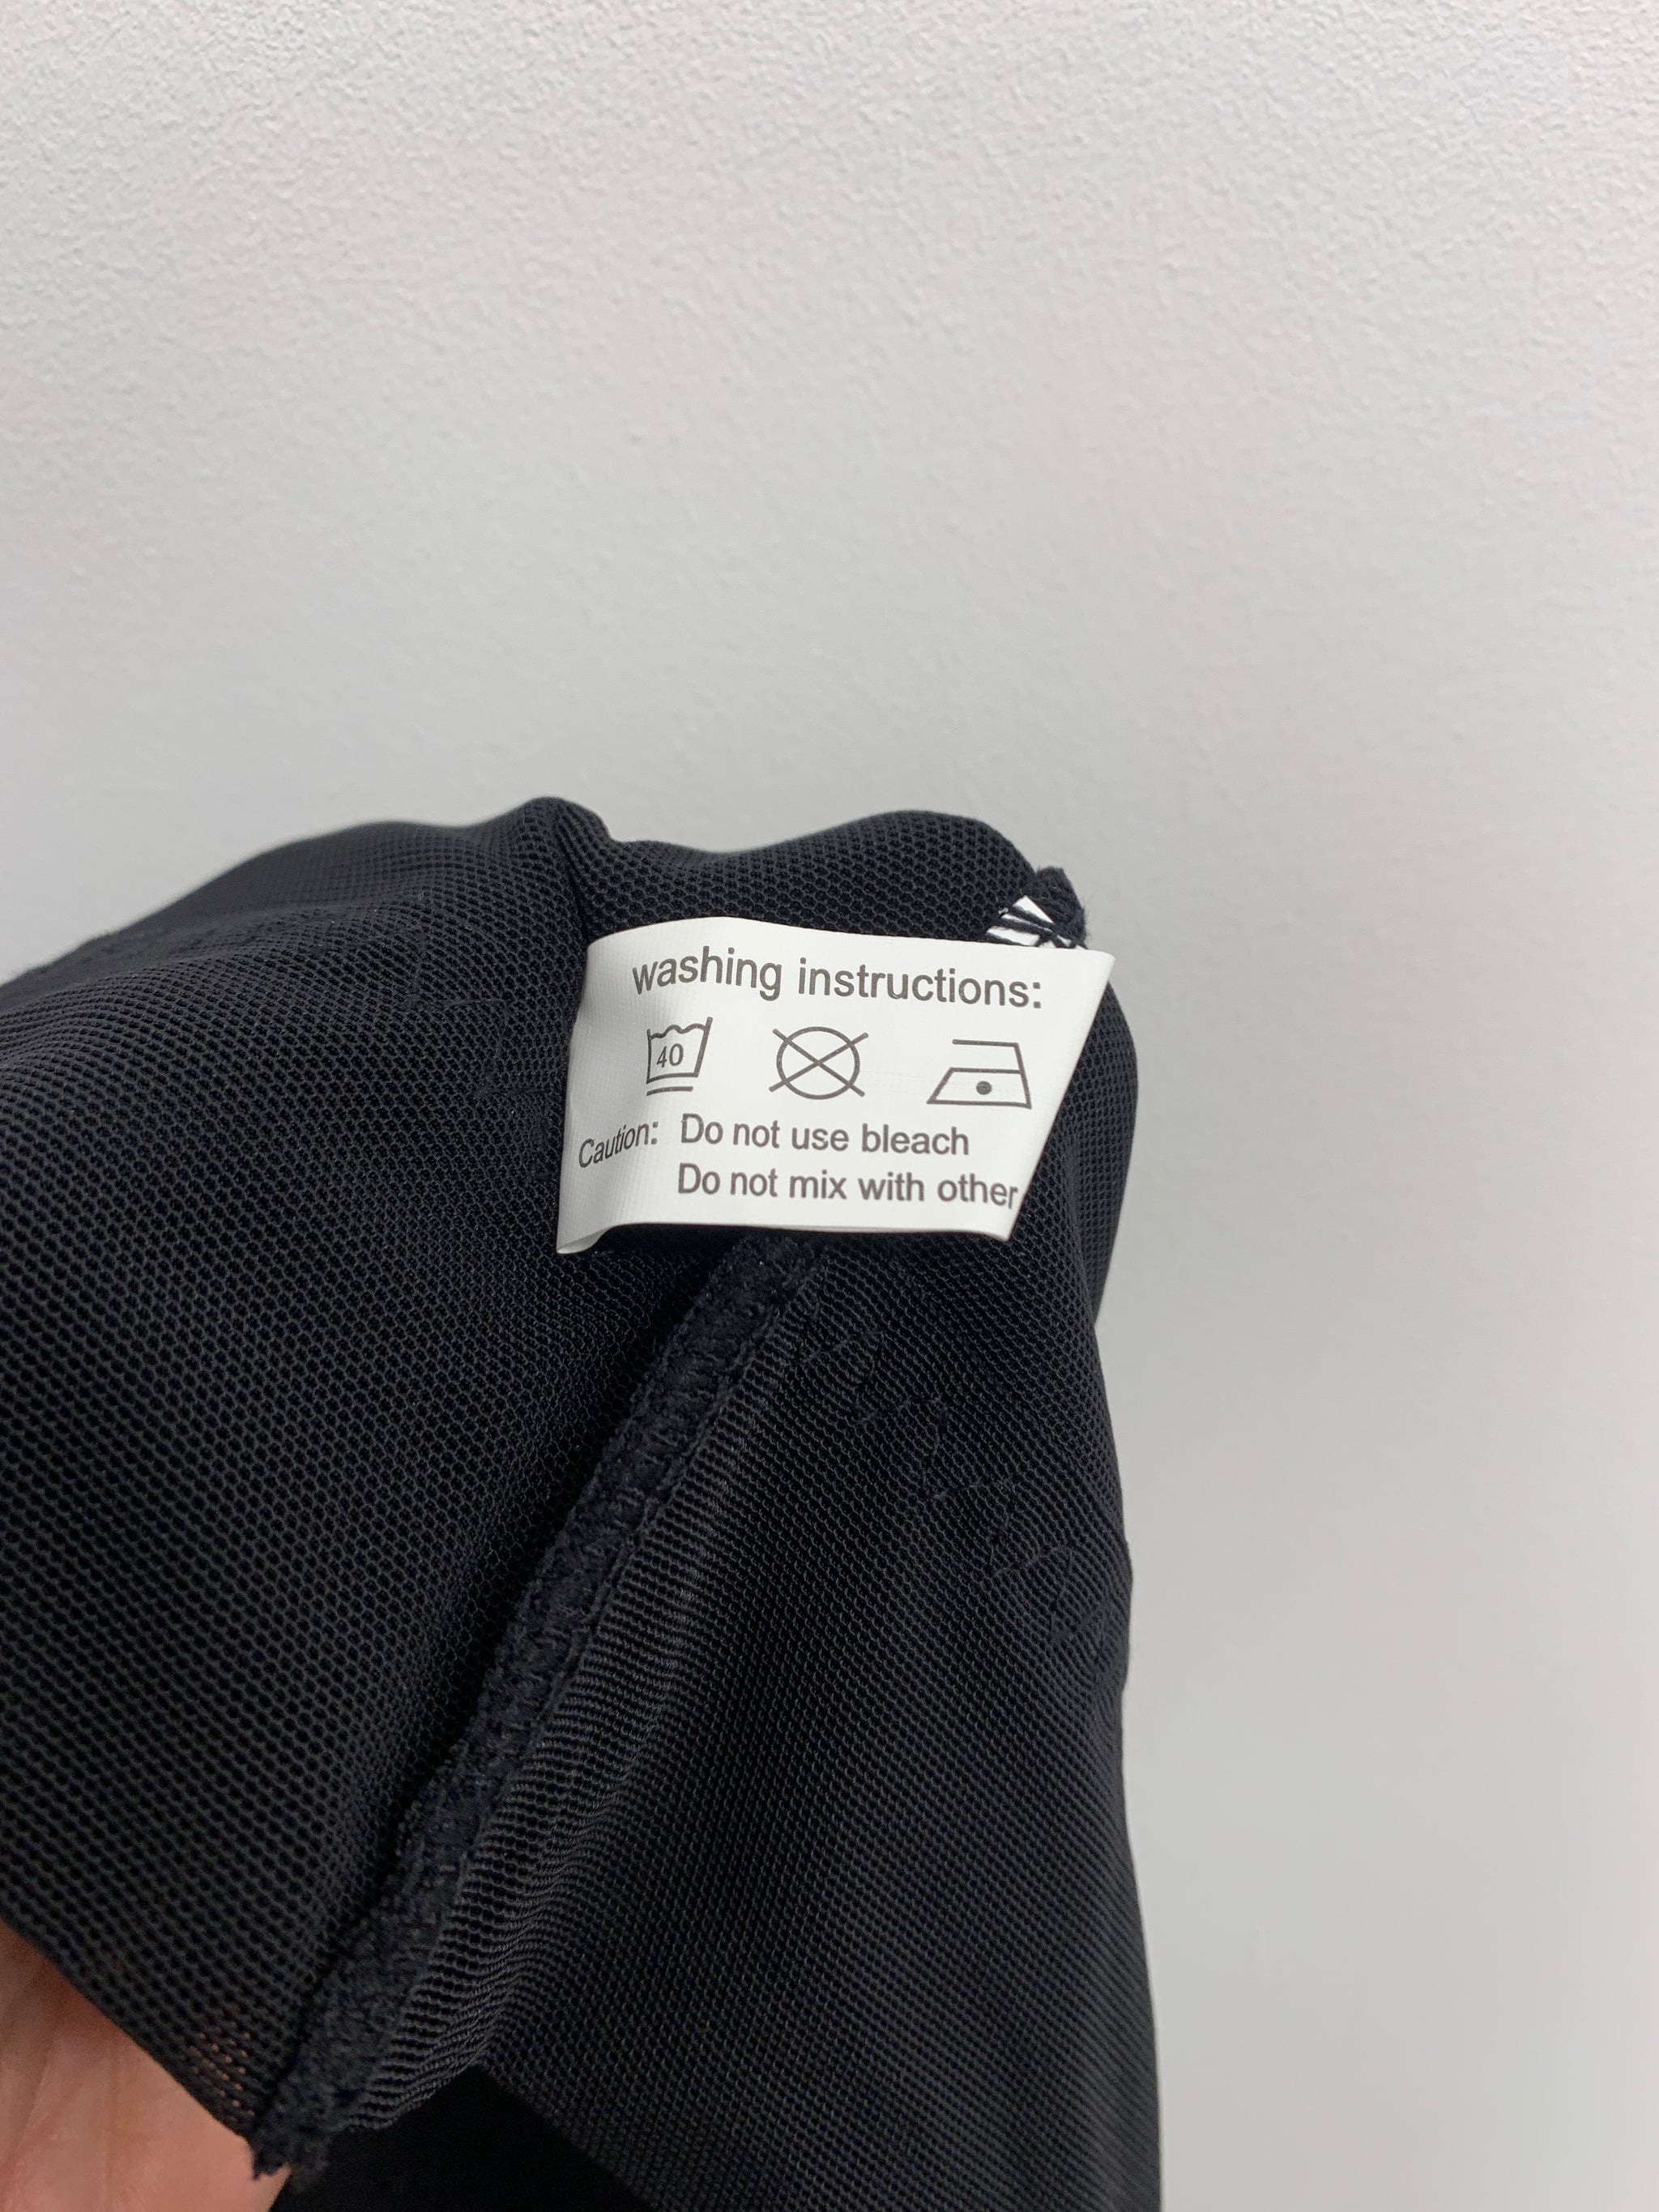 washing instructions:
40
Caution: Do not use bleach
Do not mix with other